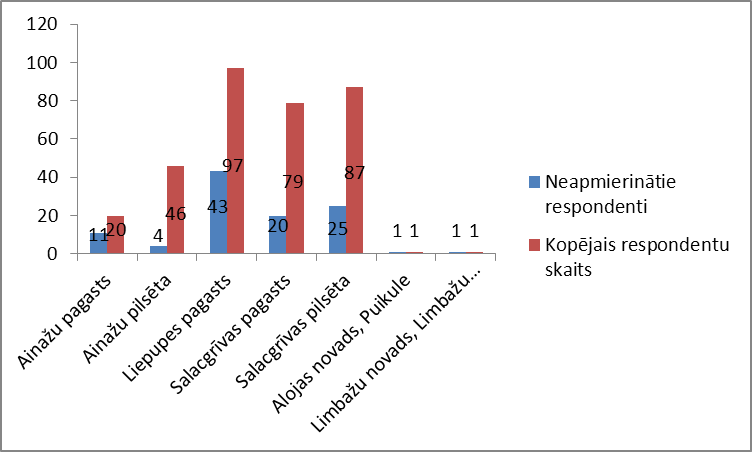 120
100
80
60
40
20
0
11 20
4 46
43 97
20 79
25 87
1 1
1 1
Ainažu pagasts
Ainažu pilsēta
Liepupes pagasts
Salacgrīvas pagasts
Salacgrīvas pilsēta
Alojas novads, Puikule
Limbažu novads, Limbažu...
Neapmierinātie
respondenti
Kopējais respondentu
skaits